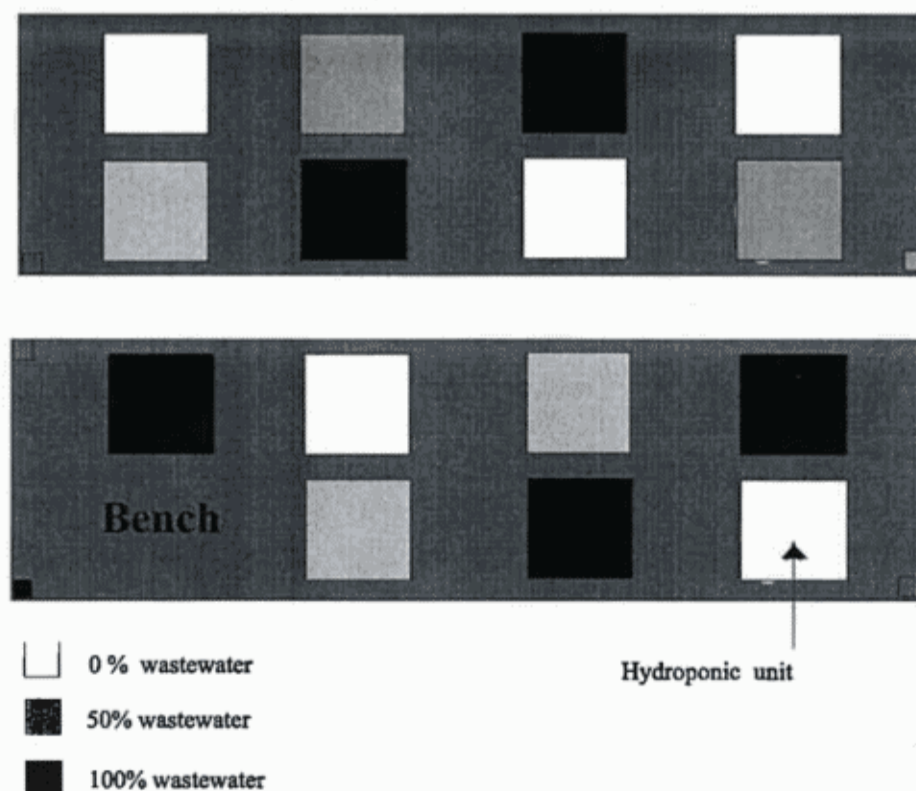 Bench
Hydroponic unit
0 % wastewater
50% wastewater
100% wastewater